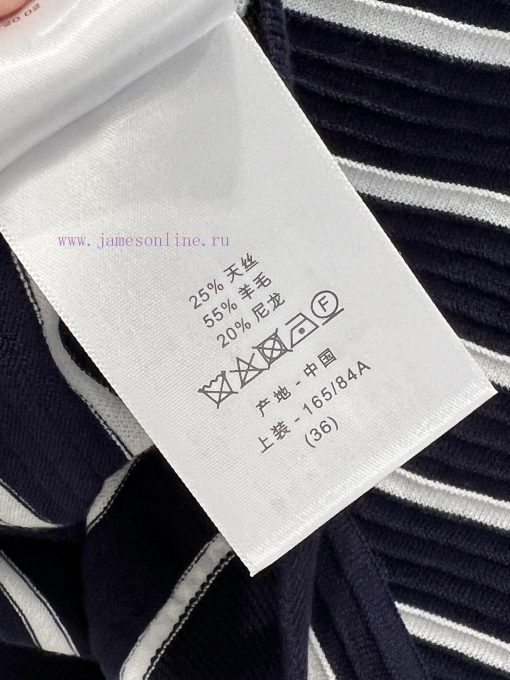 www.jamesonline.ru
25% 天丝
55% 羊毛
20% 尼龙
F
产地 - 中国
上装 - 165/84A
(36)